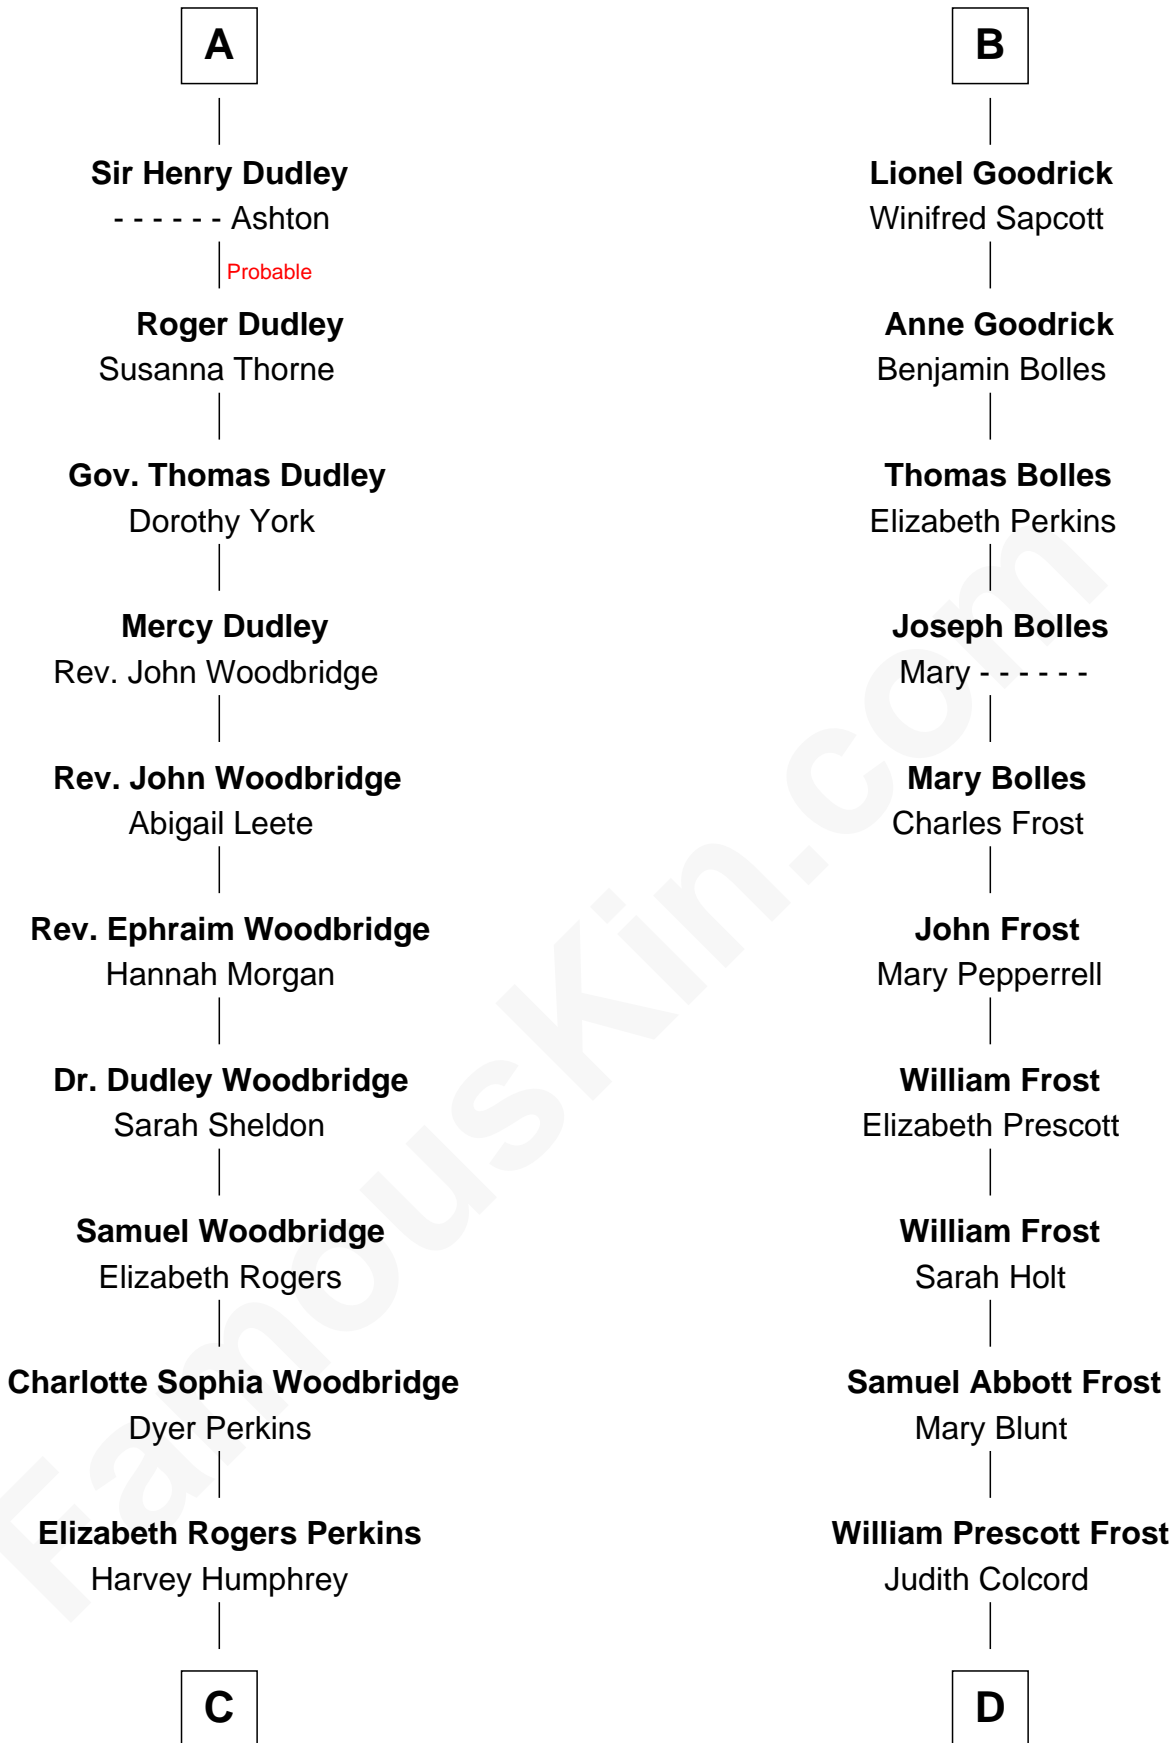 A
Sir Henry Dudley
- - - - - - Ashton
Probable
Roger Dudley
Susanna Thorne
Gov. Thomas Dudley
Dorothy York
Mercy Dudley
Rev. John Woodbridge
Rev. John Woodbridge
Abigail Leete
Rev. Ephraim Woodbridge
Hannah Morgan
Dr. Dudley Woodbridge
Sarah Sheldon
Samuel Woodbridge
Elizabeth Rogers
Charlotte Sophia Woodbridge
Dyer Perkins
Elizabeth Rogers Perkins
Harvey Humphrey
C
B
Lionel Goodrick
Winifred Sapcott
Anne Goodrick
Benjamin Bolles
Thomas Bolles
Elizabeth Perkins
Joseph Bolles
Mary - - - - - -
Mary Bolles
Charles Frost
John Frost
Mary Pepperrell
William Frost
Elizabeth Prescott
William Frost
Sarah Holt
Samuel Abbott Frost
Mary Blunt
William Prescott Frost
Judith Colcord
D
FamousKin.com